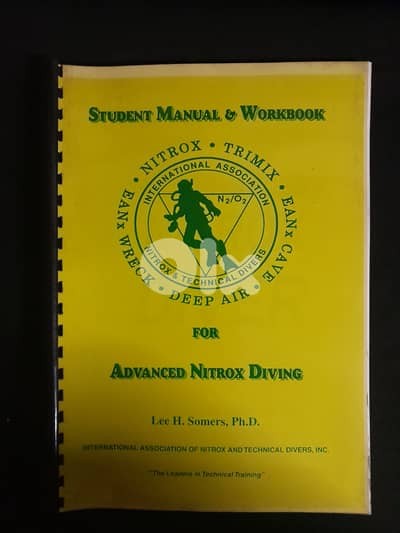 STUDENT MANUAL & WORKBOOK
• NITROX • TRIMIX •
EANx WRECK • DEEP AIR • EANx CAVE
INTERNATIONAL ASSOCIATION
N2/O2
NITROX & TECHNICAL DIVERS
olx
FOR
ADVANCED NITROX DIVING
Lee H. Somers, Ph.D.
INTERNATIONAL ASSOCIATION OF NITROX AND TECHNICAL DIVERS, INC.
"The Leaders in Technical Training"